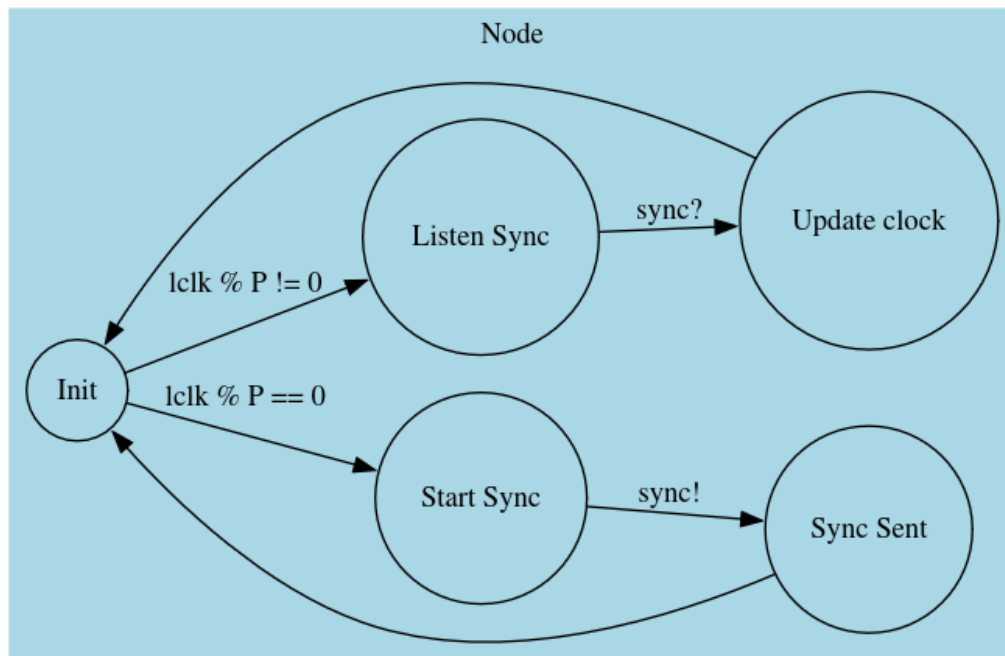 Node
Listen Sync
sync?
Update clock
lclk % P != 0
Init
lclk % P == 0
Start Sync
sync!
Sync Sent